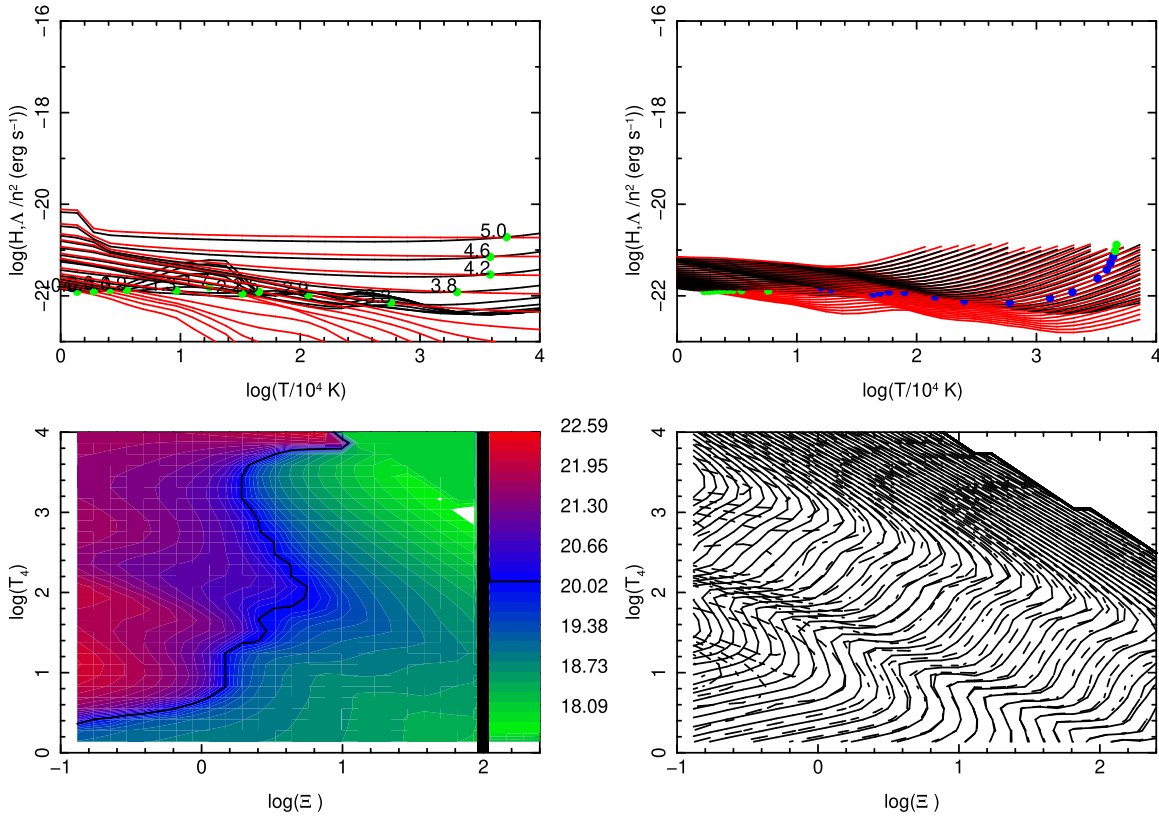 −16
−18
−20
−22
log(H,Λ /n² (erg s⁻¹))
5.0
4.6
4.2
3.8
0 1 2 3 4
log(T/10⁴ K)
−16
−18
−20
−22
log(H,Λ /n² (erg s⁻¹))
0 1 2 3 4
log(T/10⁴ K)
4
3
2
1
0
log(T₄)
−1 0 1 2
log(Ξ )
22.59
21.95
21.30
20.66
20.02
19.38
18.73
18.09
4
3
2
1
0
log(T₄)
−1 0 1 2
log(Ξ )